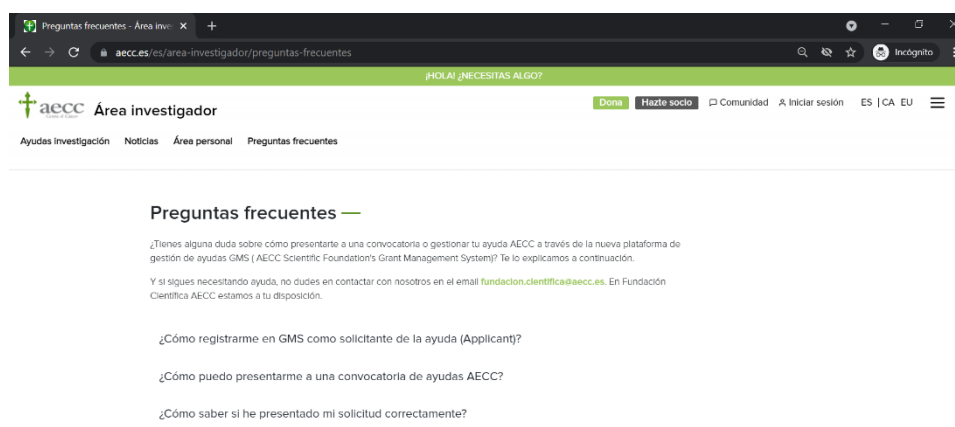 Preguntas frecuentes - Área inve
aecc.es/es/area-investigador/preguntas-frecuentes
Incógnito
¡HOLA! ¿NECESITAS ALGO?
aecc Área investigador
Dona Hazte socio Comunidad Iniciar sesión ES | CA EU
Ayudas investigación Noticias Área personal Preguntas frecuentes
Preguntas frecuentes
¿Tienes alguna duda sobre cómo presentarte a una convocatoria o gestionar tu ayuda AECC a través de la nueva plataforma de
gestión de ayudas GMS ( AECC Scientific Foundation's Grant Management System)? Te lo explicamos a continuación.
Y si sigues necesitando ayuda, no dudes en contactar con nosotros en el email fundacion.cientifica@aecc.es. En Fundación
Científica AECC estamos a tu disposición.
¿Cómo registrarme en GMS como solicitante de la ayuda (Applicant)?
¿Cómo puedo presentarme a una convocatoria de ayudas AECC?
¿Cómo saber si he presentado mi solicitud correctamente?